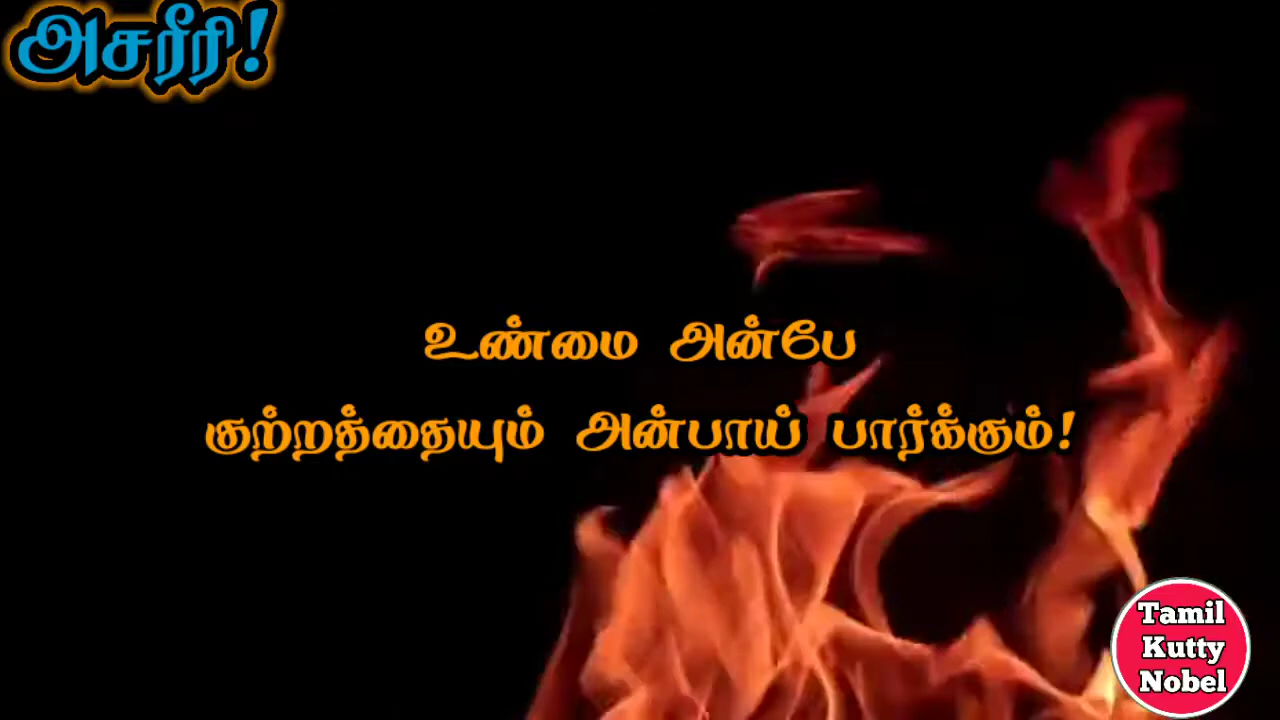 அசரீரி!
உண்மை அன்பே
குற்றத்தையும் அன்பாய் பார்க்கும்!
Tamil
Kutty
Nobel